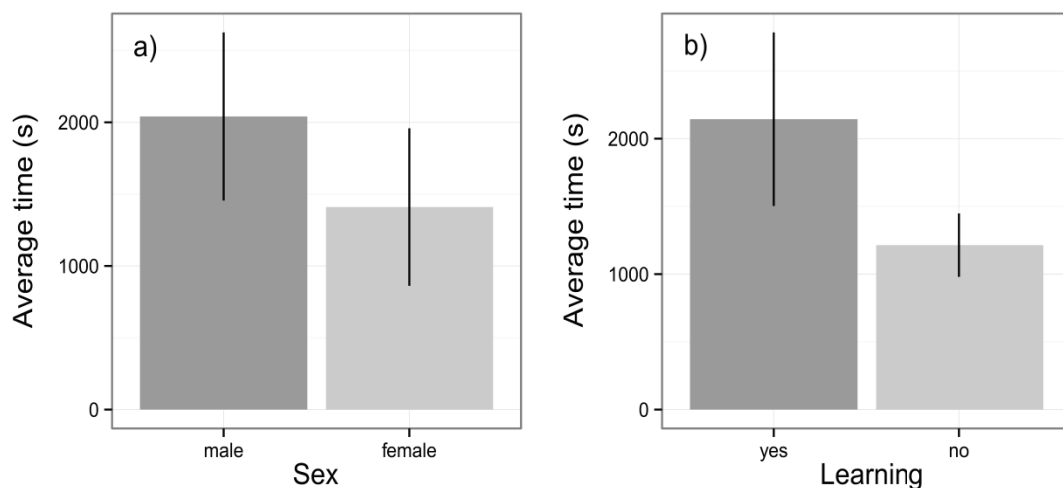 a)
Average time (s)
2000
1000
0
male female
Sex
b)
Average time (s)
2000
1000
0
yes no
Learning